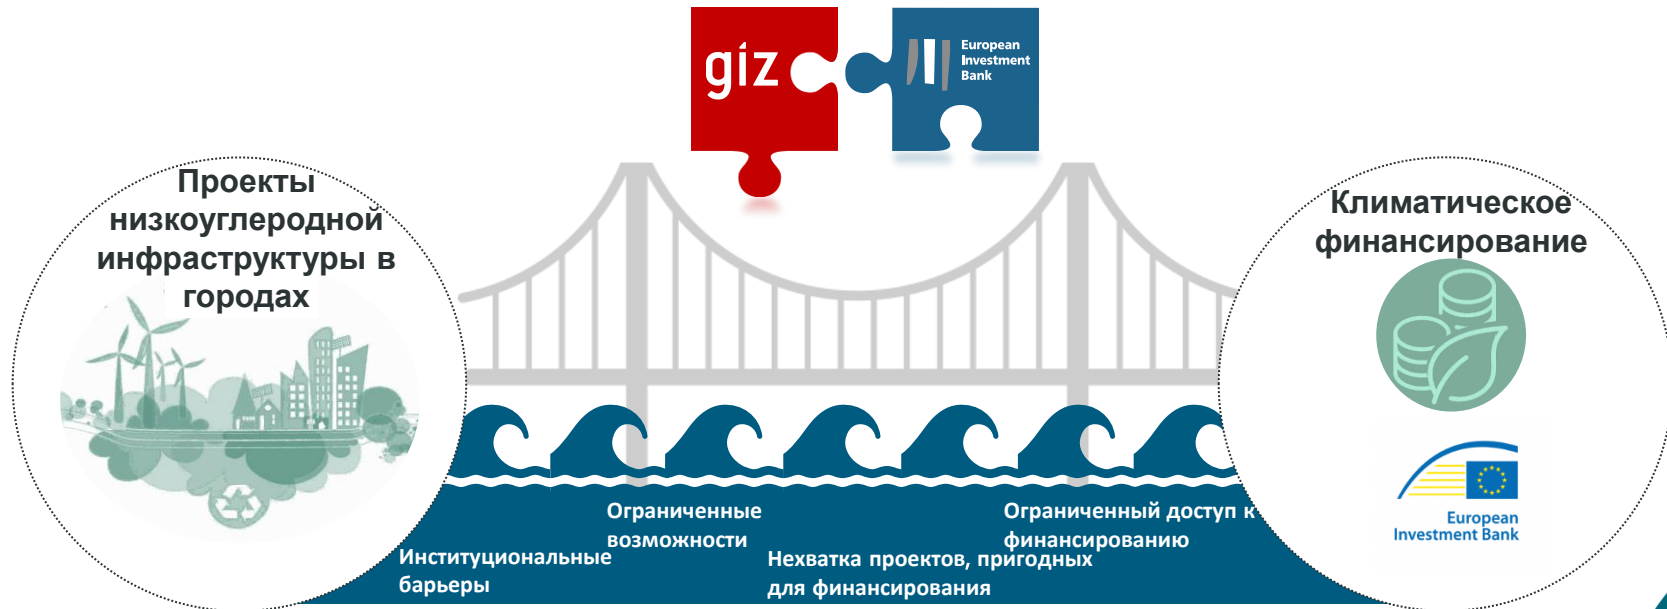 giz
European
Investment
Bank
Проекты
низкоуглеродной
инфраструктуры в
городах
Климатическое
финансирование
European
Investment Bank
Институциональные
барьеры
Ограниченные
возможности
Нехватка проектов, пригодных
для финансирования
Ограниченный доступ к
финансированию